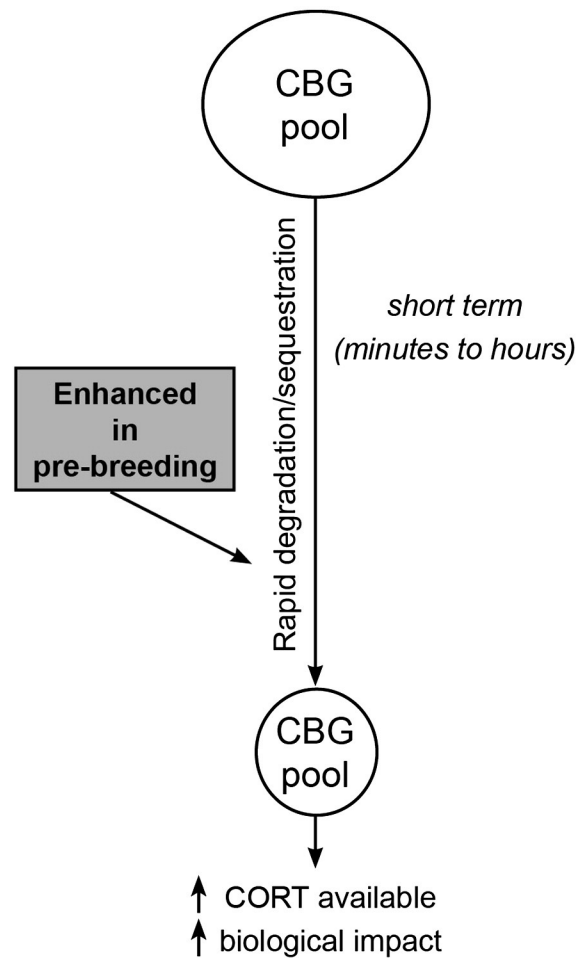 CBG
pool
Rapid degradation/sequestration
short term
(minutes to hours)
Enhanced
in
pre-breeding
CBG
pool
CORT available
biological impact